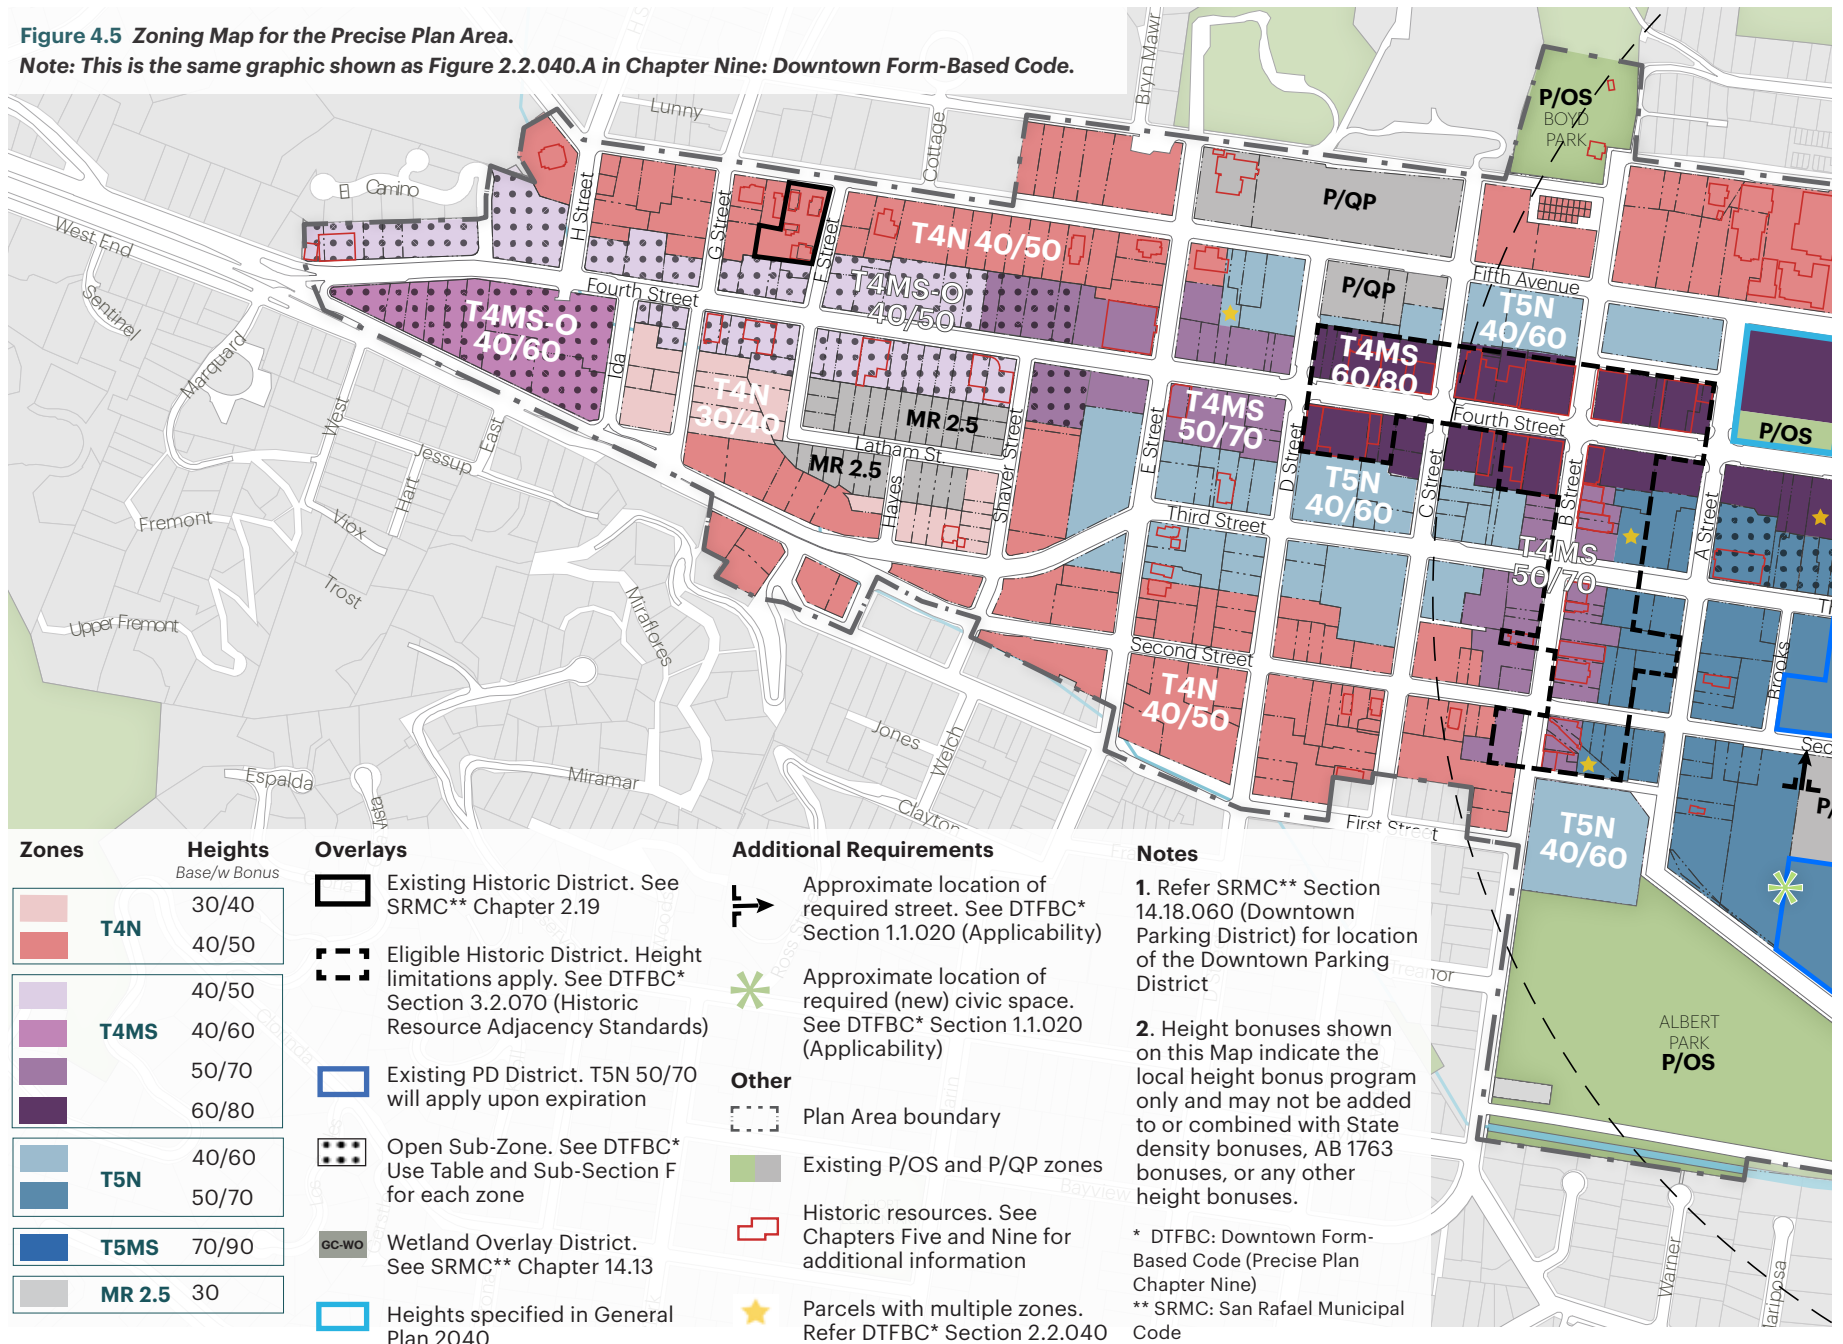 Figure 4.5 Zoning Map for the Precise Plan Area.
Note: This is the same graphic shown as Figure 2.2.040.A in Chapter Nine: Downtown Form-Based Code.
Bryn Mawr
Lunny
Cottage
P/OS
BOYD
PARK
El Camino
H Street
G Street
E Street
P/QP
T4N 40/50
West End
Sentinel
Fourth Street
T4MS-O
40/50
P/QP
Fifth Avenue
T5N
40/60
T4MS-O
40/60
Ida
T4MS
60/80
Marquard
T4N
30/40
MR 2.5
T4MS
50/70
Fourth Street
P/OS
West
East
Jessup
Latham St
MR 2.5
Shaver Street
E Street
D Street
T5N
40/60
C Street
B Street
A Street
Hart
Hayes
Fremont
Viox
Third Street
T4MS
50/70
Th
Trost
Upper Fremont
Miraflores
Second Street
T4N
40/50
Brooks
Jones
Welch
Sec
Espalda
Vista
Miramar
Clayton
First Street
T5N
40/60
P/
Zones
Heights
Base/w Bonus
T4N
30/40
40/50
T4MS
40/50
40/60
50/70
60/80
T5N
40/60
50/70
T5MS
70/90
MR 2.5
30
Overlays
Existing Historic District. See
SRMC** Chapter 2.19
Eligible Historic District. Height
limitations apply. See DTFBC*
Section 3.2.070 (Historic
Resource Adjacency Standards)
Existing PD District. T5N 50/70
will apply upon expiration
Open Sub-Zone. See DTFBC*
Use Table and Sub-Section F
for each zone
GC-WO
Wetland Overlay District.
See SRMC** Chapter 14.13
Heights specified in General
Plan 2040
Additional Requirements
Approximate location of
required street. See DTFBC*
Section 1.1.020 (Applicability)
Approximate location of
required (new) civic space.
See DTFBC* Section 1.1.020
(Applicability)
Other
Plan Area boundary
Existing P/OS and P/QP zones
Historic resources. See
Chapters Five and Nine for
additional information
Parcels with multiple zones.
Refer DTFBC* Section 2.2.040
Notes
1. Refer SRMC** Section
14.18.060 (Downtown
Parking District) for location
of the Downtown Parking
District
2. Height bonuses shown
on this Map indicate the
local height bonus program
only and may not be added
to or combined with State
density bonuses, AB 1763
bonuses, or any other
height bonuses.
* DTFBC: Downtown Form-
Based Code (Precise Plan
Chapter Nine)
** SRMC: San Rafael Municipal
Code
Treanor
Bayview
ALBERT
PARK
P/OS
Warner
Mariposa